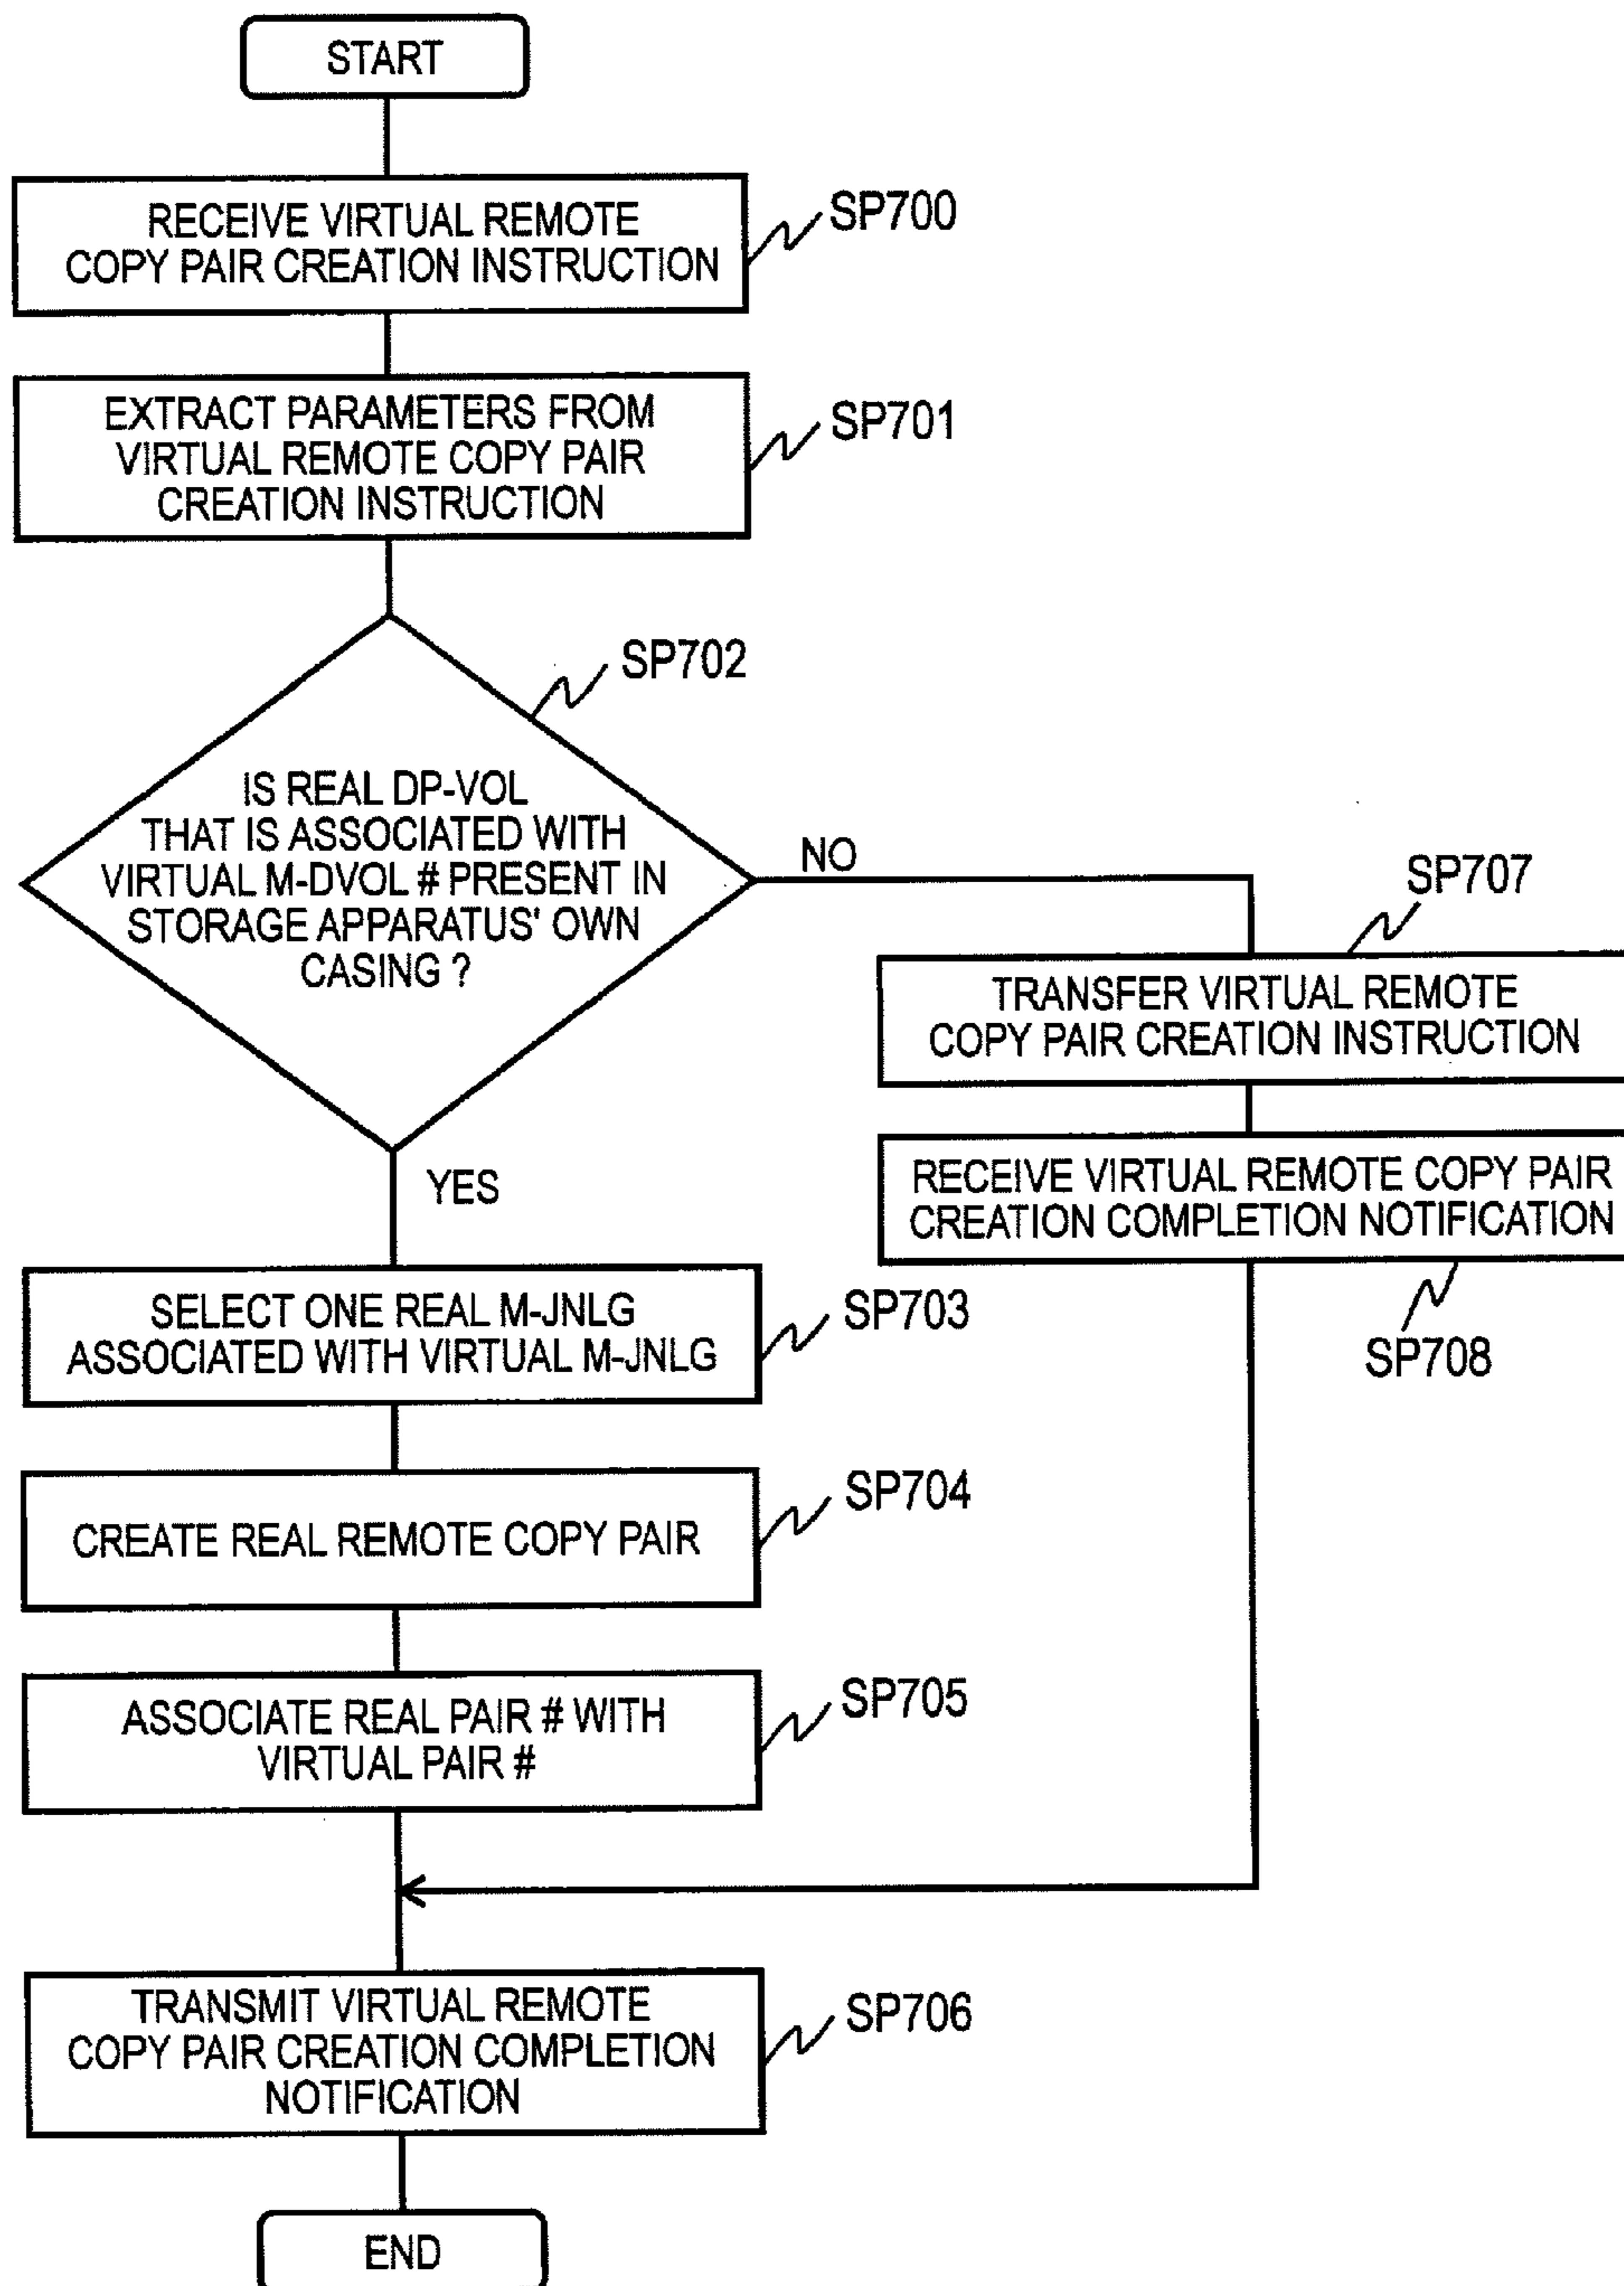 START
RECEIVE VIRTUAL REMOTE
COPY PAIR CREATION INSTRUCTION
SP700
EXTRACT PARAMETERS FROM
VIRTUAL REMOTE COPY PAIR
CREATION INSTRUCTION
SP701
SP702
IS REAL DP-VOL
THAT IS ASSOCIATED WITH
VIRTUAL M-DVOL # PRESENT IN
STORAGE APPARATUS' OWN
CASING ?
NO
SP707
TRANSFER VIRTUAL REMOTE
COPY PAIR CREATION INSTRUCTION
RECEIVE VIRTUAL REMOTE COPY PAIR
CREATION COMPLETION NOTIFICATION
SP708
YES
SELECT ONE REAL M-JNLG
ASSOCIATED WITH VIRTUAL M-JNLG
SP703
CREATE REAL REMOTE COPY PAIR
SP704
ASSOCIATE REAL PAIR # WITH
VIRTUAL PAIR #
SP705
TRANSMIT VIRTUAL REMOTE
COPY PAIR CREATION COMPLETION
NOTIFICATION
SP706
END